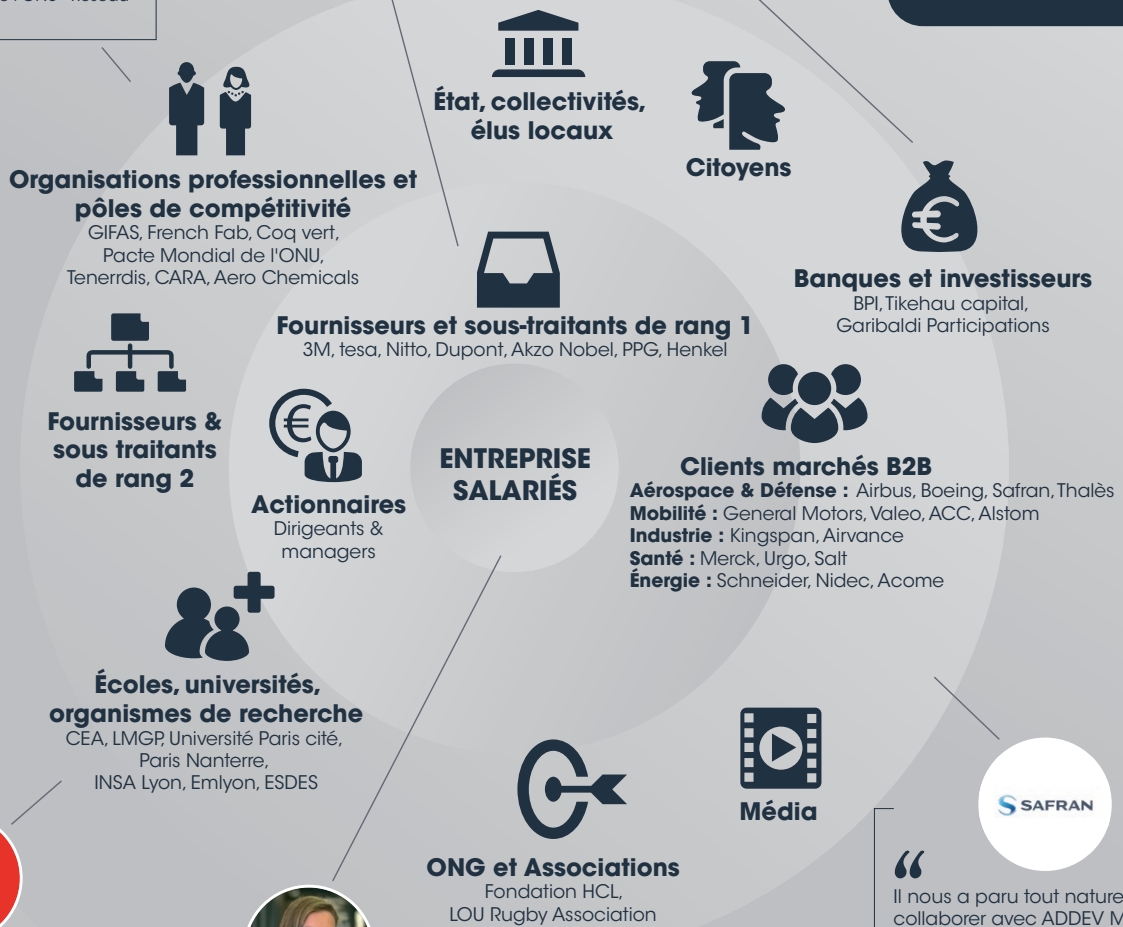 État, collectivités,
élus locaux
Citoyens
Organisations professionnelles et
pôles de compétitivité
GIFAS, French Fab, Coq vert,
Pacte Mondial de l'ONU,
Tenerrdis, CARA, Aero Chemicals
Banques et investisseurs
BPI, Tikehau capital,
Garibaldi Participations
Fournisseurs et sous-traitants de rang 1
3M, tesa, Nitto, Dupont, Akzo Nobel, PPG, Henkel
Fournisseurs &
sous traitants
de rang 2
Actionnaires
Dirigeants &
managers
ENTREPRISE
SALARIÉS
Clients marchés B2B
Aérospace & Défense : Airbus, Boeing, Safran, Thalès
Mobilité : General Motors, Valeo, ACC, Alstom
Industrie : Kingspan, Airvance
Santé : Merck, Urgo, Salt
Énergie : Schneider, Nidec, Acome
Écoles, universités,
organismes de recherche
CEA, LMGP, Université Paris cité,
Paris Nanterre,
INSA Lyon, Emlyon, ESDES
Média
ONG et Associations
Fondation HCL,
LOU Rugby Association
SAFRAN
“
Il nous a paru tout nature
collaborer avec ADDEV M